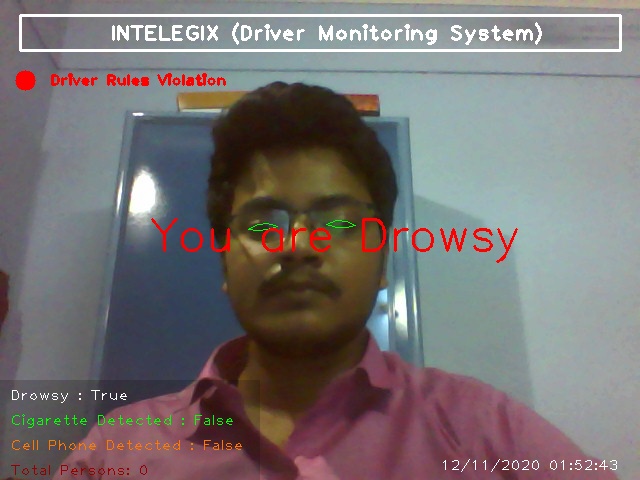 INTELEGIX (Driver Monitoring System)
Driver Rules Violation
You are Drowsy
Drowsy : True
Cigarette Detected : False
Cell Phone Detected : False
Total Persons: 0
12/11/2020 01:52:43